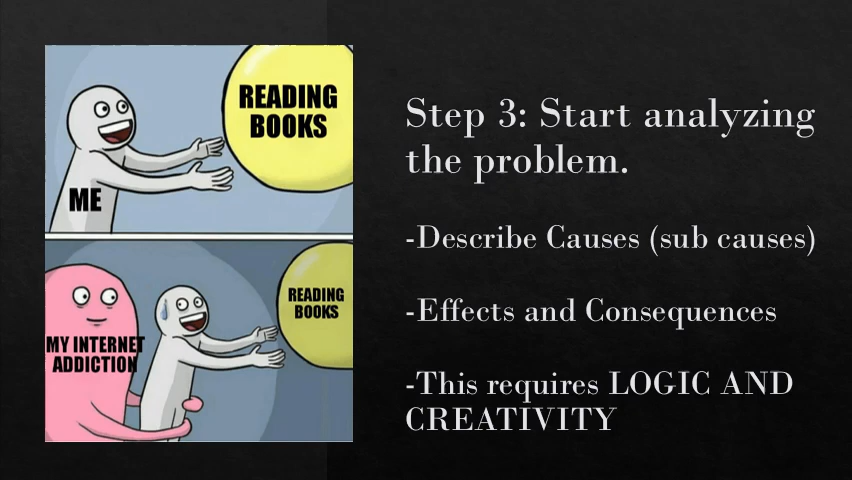 READING
BOOKS
ME
READING
BOOKS
MY INTERNET
ADDICTION
Step 3: Start analyzing
the problem.
-Describe Causes (sub causes)
-Effects and Consequences
-This requires LOGIC AND
CREATIVITY